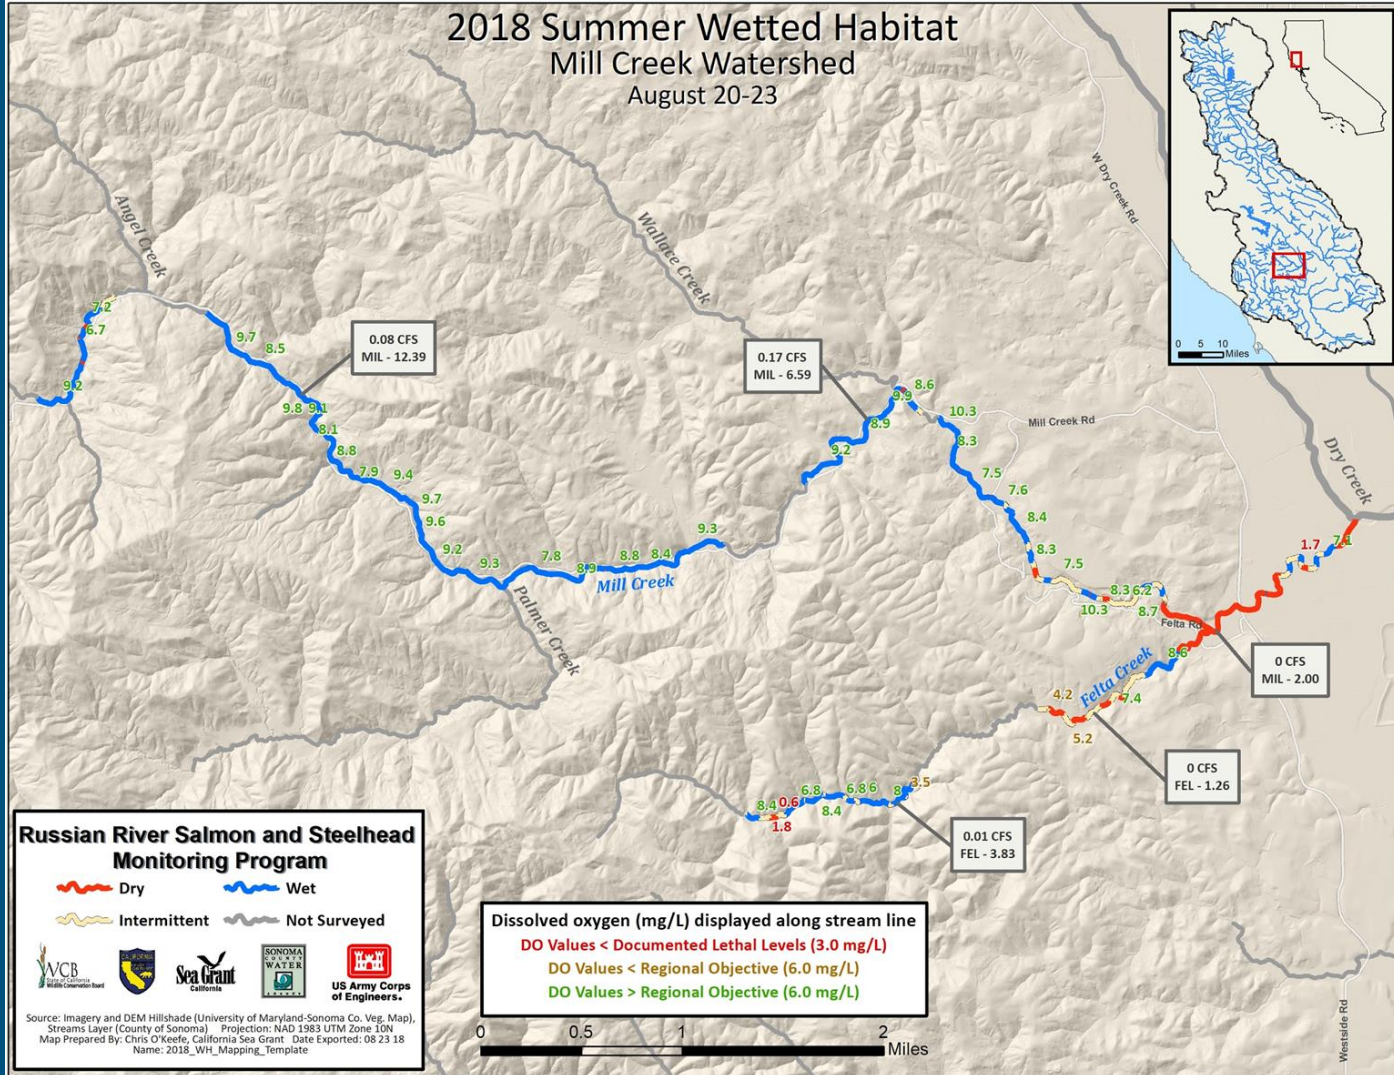 2018 Summer Wetted Habitat
Mill Creek Watershed
August 20-23
0 5 10
Miles
W Dry Creek Rd
Angel Creek
Wallace Creek
7.2
6.7
9.2
9.7
8.5
0.08 CFS
MIL - 12.39
9.8
9.1
8.1
8.8
7.9
9.4
9.7
9.6
9.2
9.3
7.8
8.9
8.8
8.4
9.3
Mill Creek
Palmer Creek
0.17 CFS
MIL - 6.59
8.6
9.9
8.9
9.2
10.3
Mill Creek Rd
8.3
7.5
7.6
8.4
8.3
7.5
10.3
8.3
6.2
8.7
Felta Rd
Dry Creek
1.7
7.1
0 CFS
MIL - 2.00
8.6
Felta Creek
4.2
7.4
5.2
0 CFS
FEL - 1.26
3.5
8
6
6.8
8.4
6.8
0.6
8.4
1.8
0.01 CFS
FEL - 3.83
Westside Rd
Russian River Salmon and Steelhead
Monitoring Program
Dry
Wet
Intermittent
Not Surveyed
WCB
State of California
Wildlife Conservation Board
CALIFORNIA
Sea Grant
California
SONOMA
COUNTY
WATER
AGENCY
US Army Corps
of Engineers.
Source: Imagery and DEM Hillshade (University of Maryland-Sonoma Co. Veg. Map),
Streams Layer (County of Sonoma) Projection: NAD 1983 UTM Zone 10N
Map Prepared By: Chris O'Keefe, California Sea Grant Date Exported: 08 23 18
Name: 2018_WH_Mapping_Template
Dissolved oxygen (mg/L) displayed along stream line
DO Values < Documented Lethal Levels (3.0 mg/L)
DO Values < Regional Objective (6.0 mg/L)
DO Values > Regional Objective (6.0 mg/L)
0 0.5 1 2
Miles